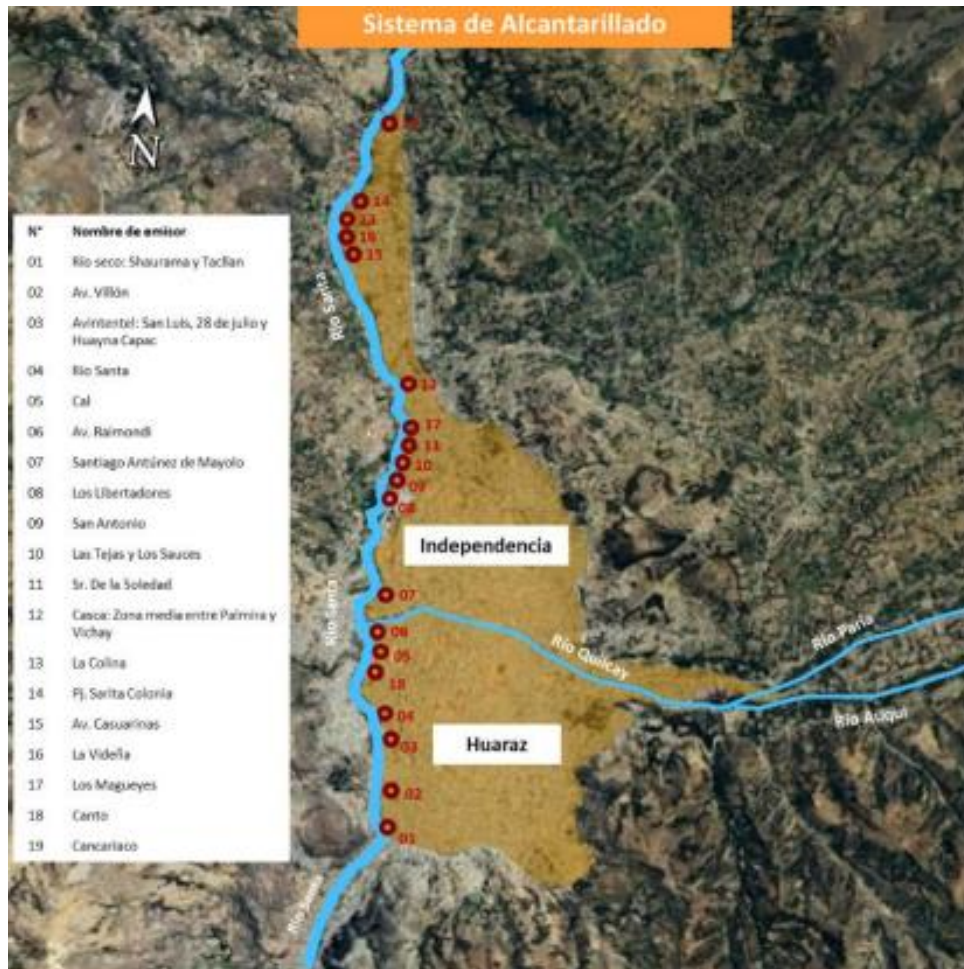 Sistema de Alcantarillado
N
N° Nombre de emisor
01 Río seco: Shaurama y Tacllan
02 Av. Villón
03 Avintentel: San Luis, 28 de julio y
Huayna Capac
04 Río Santa
05 Cal
06 Av. Raimondi
07 Santiago Antúnez de Mayolo
08 Los Libertadores
09 San Antonio
10 Las Tejas y Los Sauces
11 Sr. De la Soledad
12 Casca: Zona media entre Palmira y
Vichay
13 La Colina
14 Pj. Sarita Colonia
15 Av. Casuarinas
16 La Videña
17 Los Magueyes
18 Canto
19 Cancariaco
14
13
16
15
Río Santa
12
17
11
10
09
08
Independencia
Río Santa
07
06
05
18
Río Quilcay
Río Paria
Río Auqui
04
03
Huaraz
02
01
Río Santa